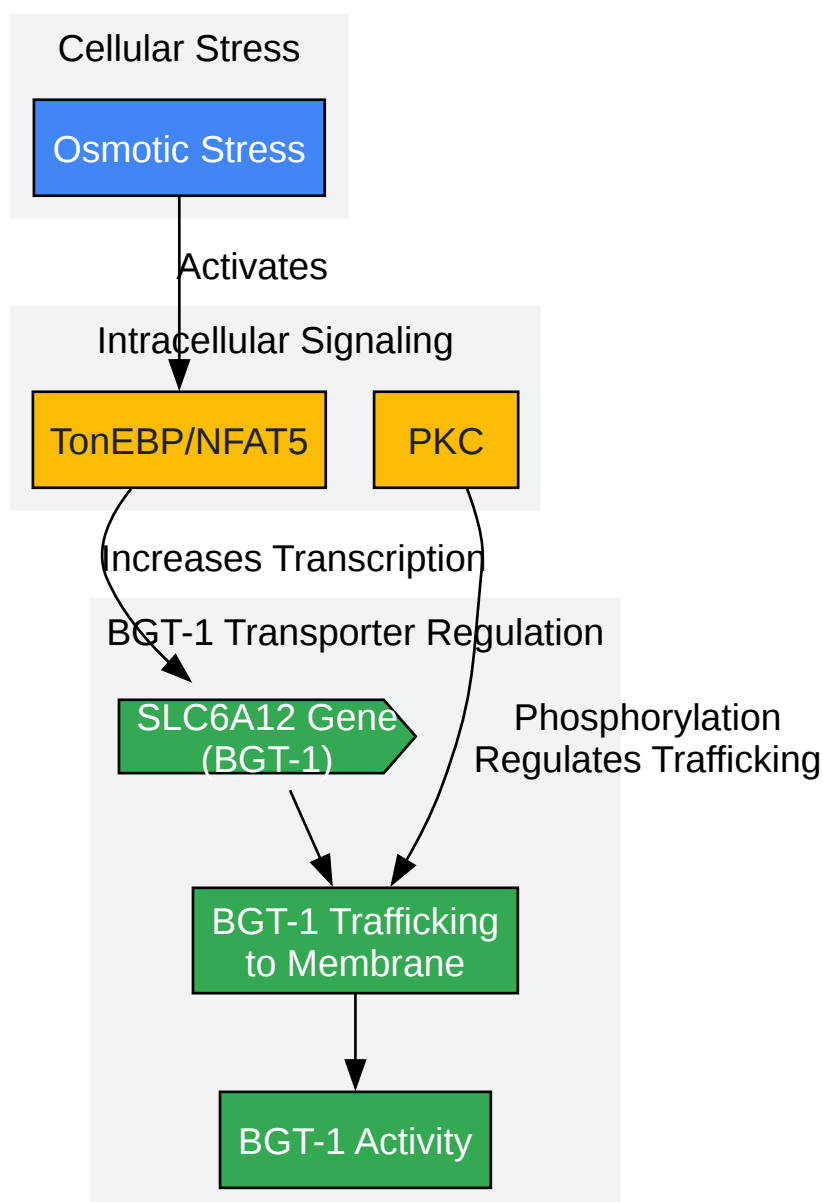 Cellular Stress
Osmotic Stress
Activates
Intracellular Signaling
TonEBP/NFAT5
PKC
Increases Transcription
BGT-1 Transporter Regulation
SLC6A12 Gene
(BGT-1)
Phosphorylation
Regulates Trafficking
BGT-1 Trafficking
to Membrane
BGT-1 Activity